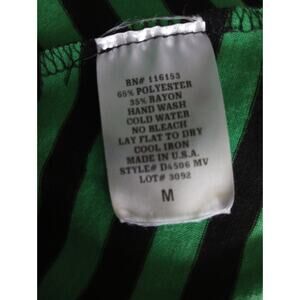 RN# 116153
65% POLYESTER
35% RAYON
HAND WASH
COLD WATER
NO BLEACH
LAY FLAT TO DRY
COOL IRON
MADE IN U.S.A.
STYLE# D4506 MV
LOT# 3092
M